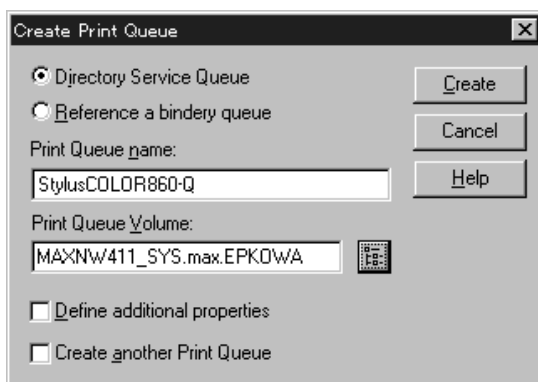 Create Print Queue
Directory Service Queue
Reference a bindery queue
Print Queue name:
StylusCOLOR860-Q
Print Queue Volume:
MAXNW411_SYS.max.EPKOWA
Define additional properties
Create another Print Queue
Create
Cancel
Help